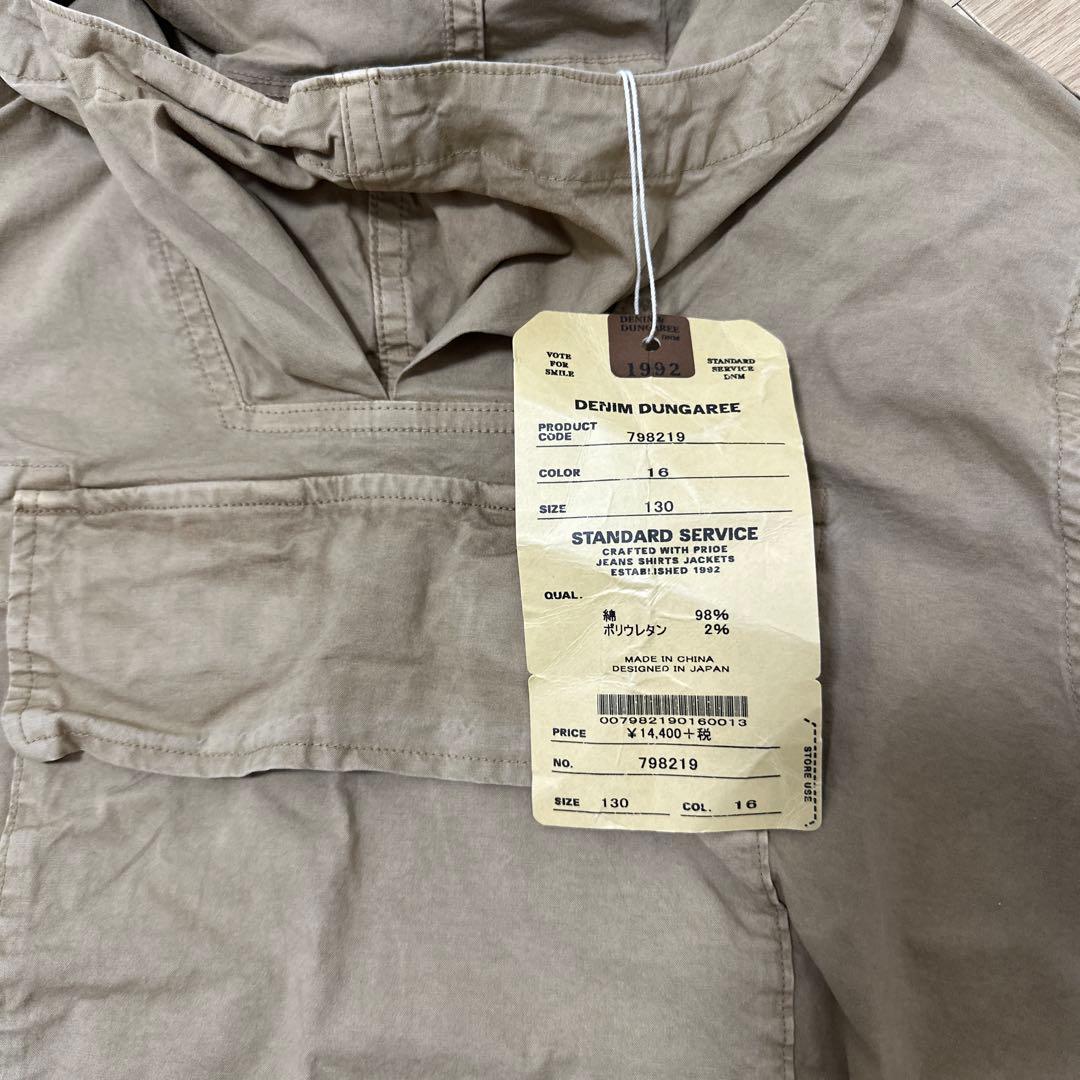 DENIM &
DUNGAREE
DNM
1992
VOTE
FOR
SMILE
STANDARD
SERVICE
DNM
DENIM DUNGAREE
PRODUCT
CODE 798219
COLOR 16
SIZE 130
STANDARD SERVICE
CRAFTED WITH PRIDE
JEANS SHIRTS JACKETS
ESTABLISHED 1992
QUAL.
綿 98%
ポリウレタン 2%
MADE IN CHINA
DESIGNED IN JAPAN
007982190160013
PRICE ¥14,400+税
NO. 798219
SIZE 130 COL. 16
STORE USE